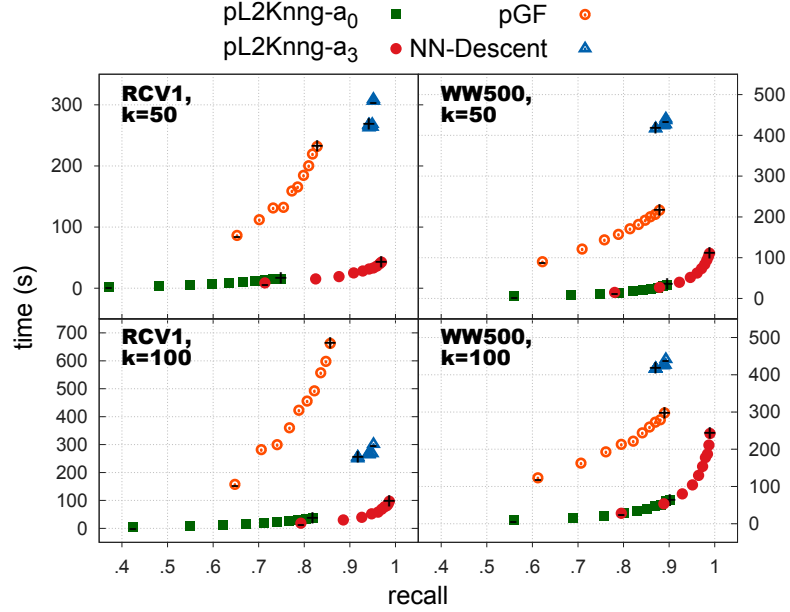 pL2Knng-a0 pGF
pL2Knng-a3 NN-Descent
RCV1,
k=50
WW500,
k=50
300
200
100
0
500
400
300
200
100
0
time (s)
RCV1,
k=100
WW500,
k=100
700
600
500
400
300
200
100
0
500
400
300
200
100
0
.4 .5 .6 .7 .8 .9 1 .4 .5 .6 .7 .8 .9 1
recall